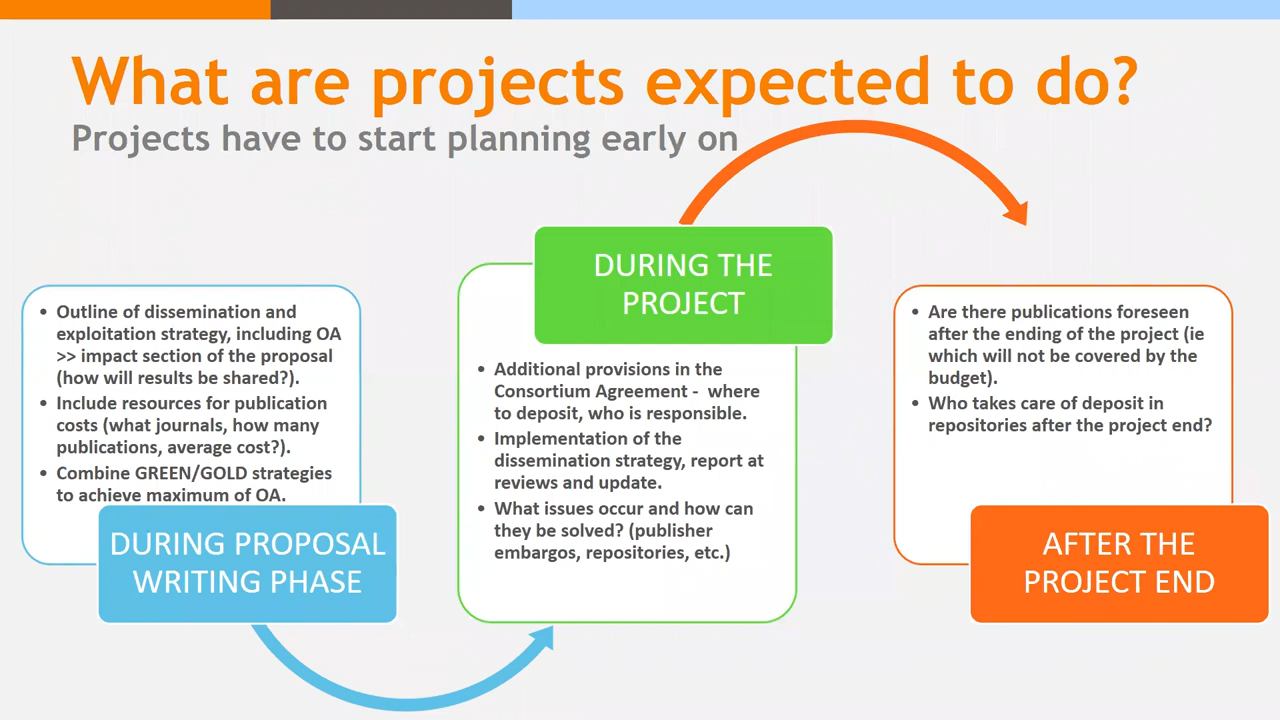 What are projects expected to do?
Projects have to start planning early on
• Outline of dissemination and
exploitation strategy, including OA
>> impact section of the proposal
(how will results be shared?).
• Include resources for publication
costs (what journals, how many
publications, average cost?).
• Combine GREEN/GOLD strategies
to achieve maximum of OA.
DURING PROPOSAL
WRITING PHASE
DURING THE
PROJECT
• Additional provisions in the
Consortium Agreement - where
to deposit, who is responsible.
• Implementation of the
dissemination strategy, report at
reviews and update.
• What issues occur and how can
they be solved? (publisher
embargos, repositories, etc.)
• Are there publications foreseen
after the ending of the project (ie
which will not be covered by the
budget).
• Who takes care of deposit in
repositories after the project end?
AFTER THE
PROJECT END